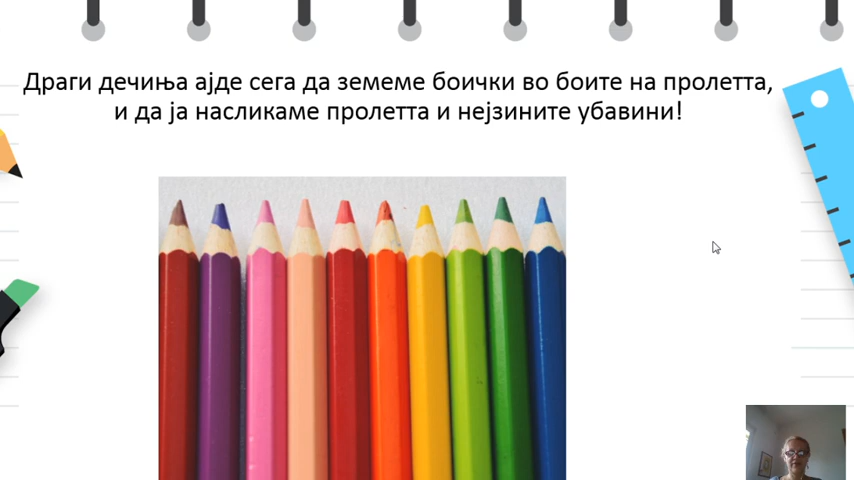 Драги дечиња ајде сега да земеме боички во боите на пролетта,
и да ја насликаме пролетта и нејзините убавини!